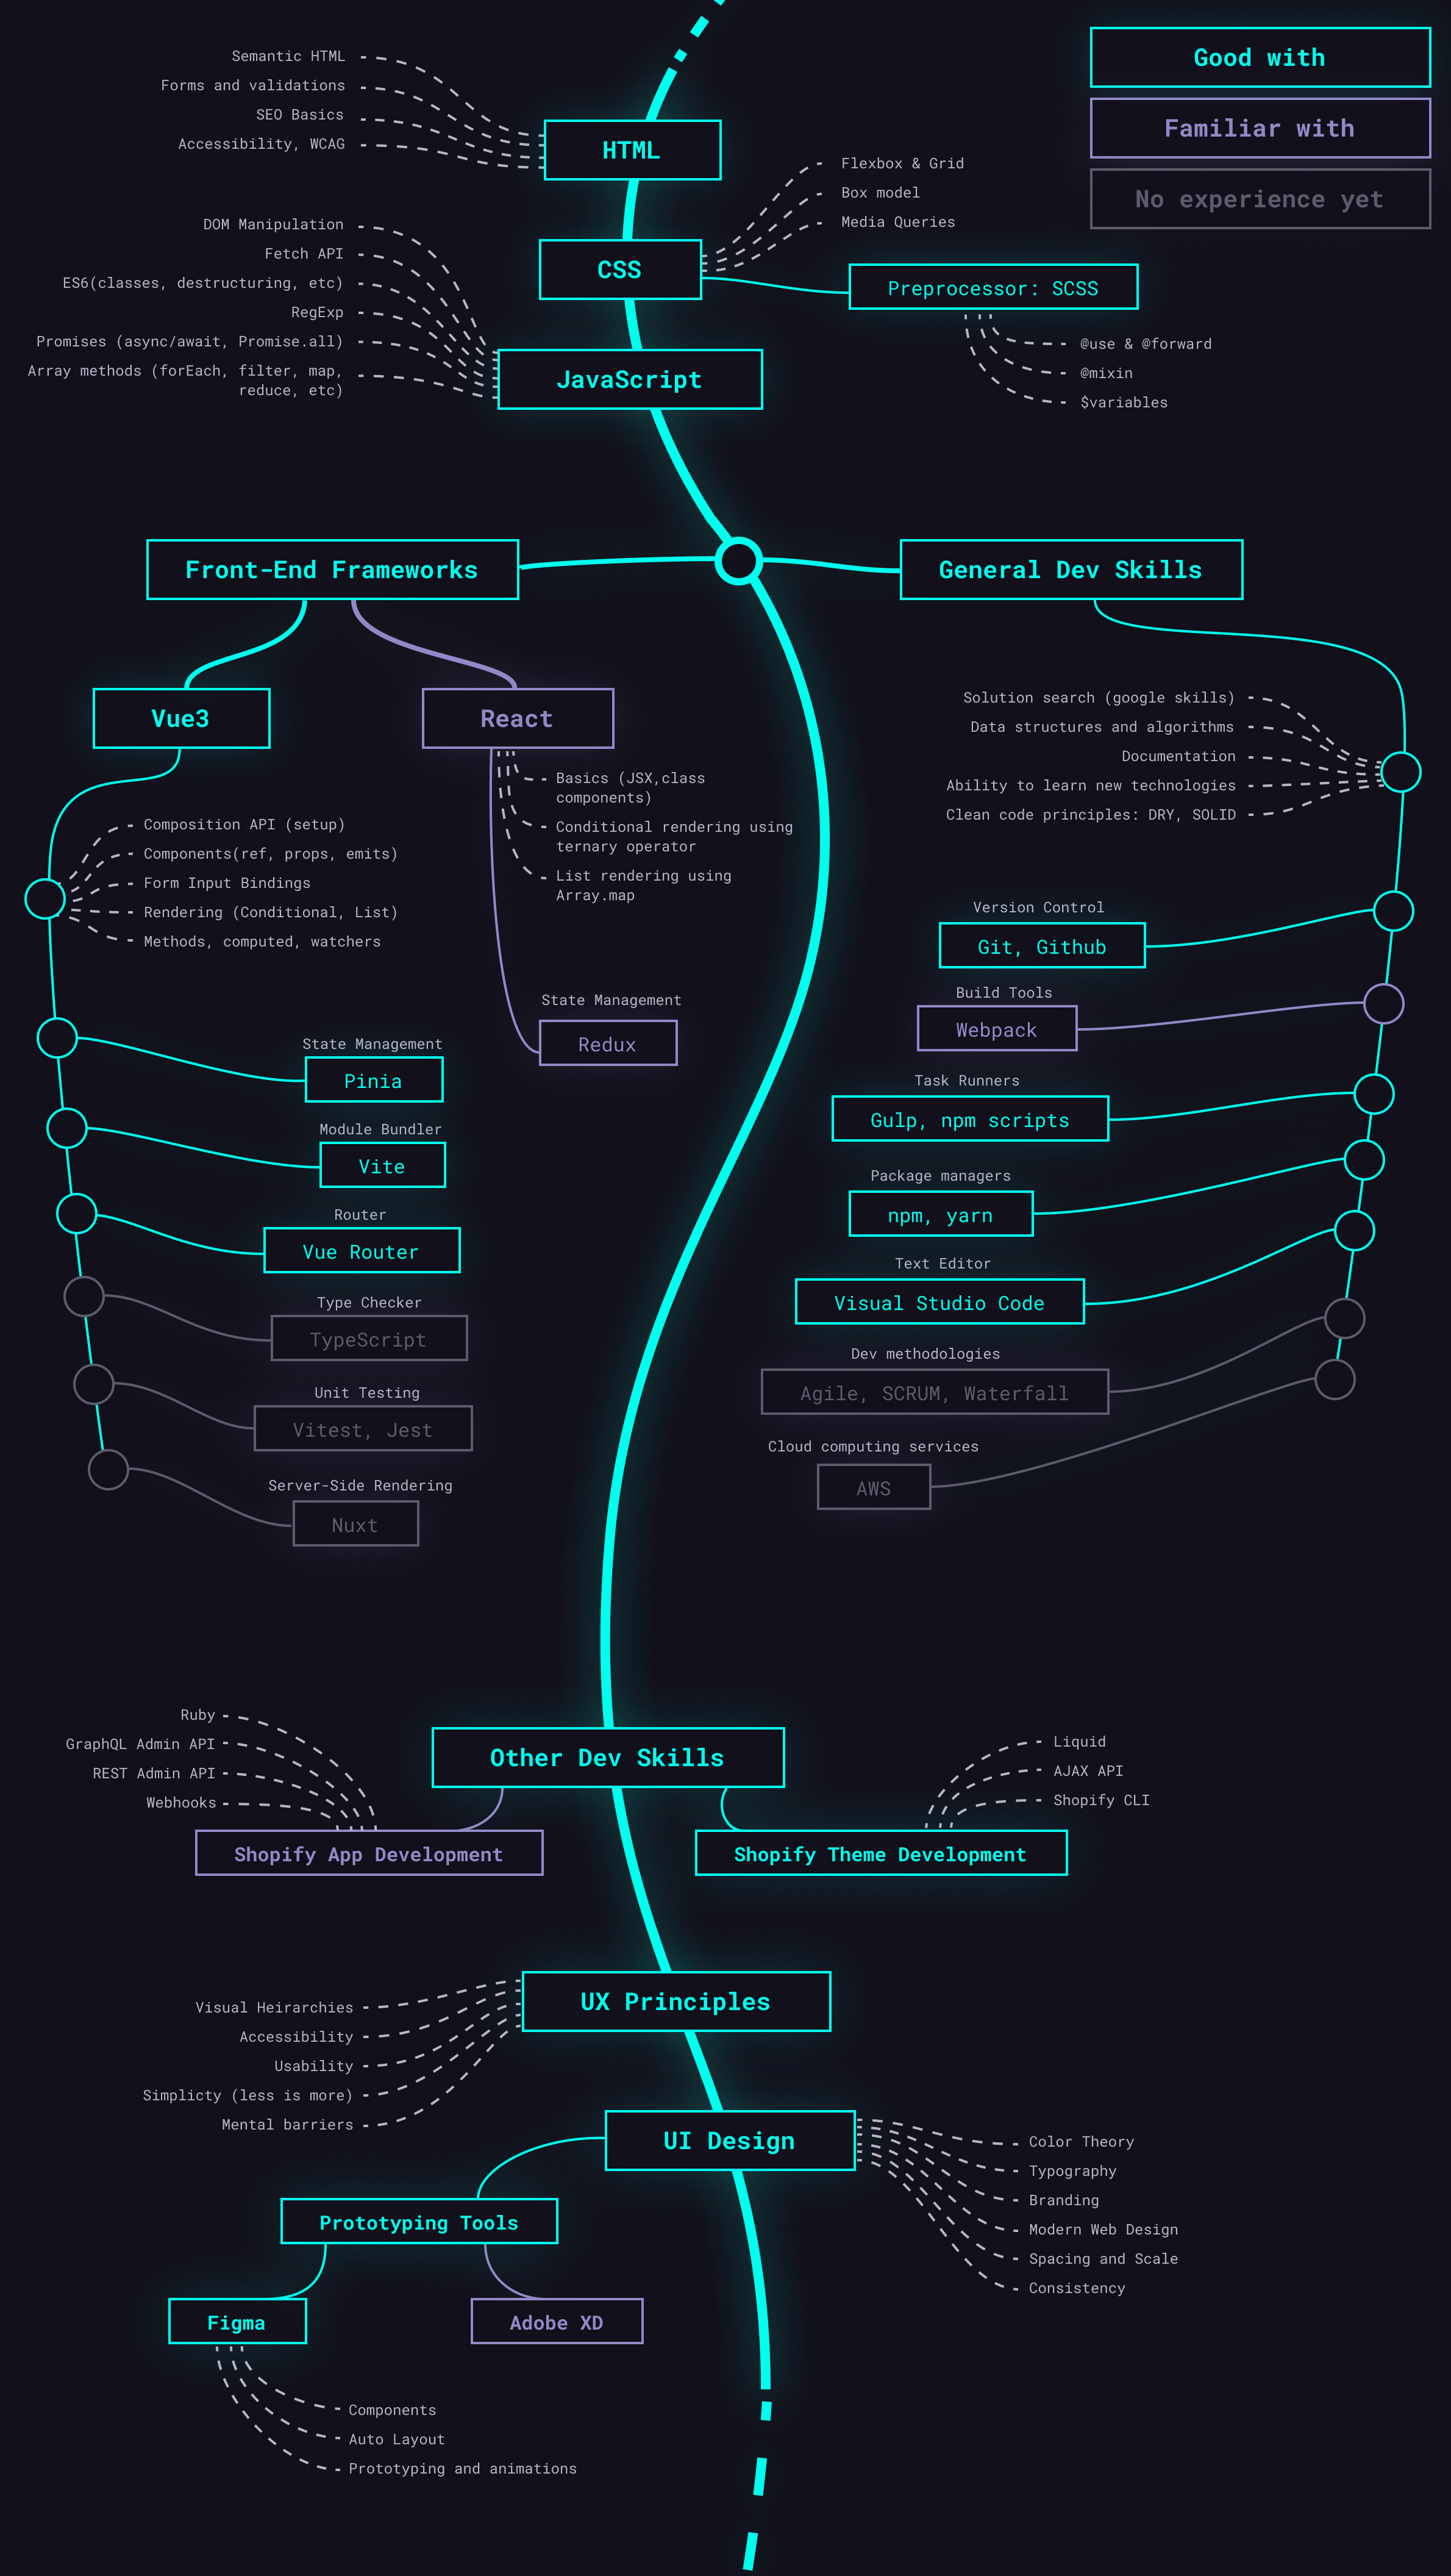 Good with
Familiar with
No experience yet
Semantic HTML
Forms and validations
SEO Basics
Accessibility, WCAG
HTML
Flexbox & Grid
Box model
Media Queries
CSS
Preprocessor: SCSS
@use & @forward
@mixin
$variables
DOM Manipulation
Fetch API
ES6(classes, destructuring, etc)
RegExp
Promises (async/await, Promise.all)
Array methods (forEach, filter, map,
reduce, etc)
JavaScript
Front-End Frameworks
General Dev Skills
Vue3
React
Basics (JSX,class
components)
Conditional rendering using
ternary operator
List rendering using
Array.map
State Management
Redux
Composition API (setup)
Components(ref, props, emits)
Form Input Bindings
Rendering (Conditional, List)
Methods, computed, watchers
State Management
Pinia
Module Bundler
Vite
Router
Vue Router
Type Checker
TypeScript
Unit Testing
Vitest, Jest
Server-Side Rendering
Nuxt
Solution search (google skills)
Data structures and algorithms
Documentation
Ability to learn new technologies
Clean code principles: DRY, SOLID
Version Control
Git, Github
Build Tools
Webpack
Task Runners
Gulp, npm scripts
Package managers
npm, yarn
Text Editor
Visual Studio Code
Dev methodologies
Agile, SCRUM, Waterfall
Cloud computing services
AWS
Other Dev Skills
Ruby
GraphQL Admin API
REST Admin API
Webhooks
Shopify App Development
Liquid
AJAX API
Shopify CLI
Shopify Theme Development
UX Principles
Visual Heirarchies
Accessibility
Usability
Simplicty (less is more)
Mental barriers
UI Design
Color Theory
Typography
Branding
Modern Web Design
Spacing and Scale
Consistency
Prototyping Tools
Figma
Adobe XD
Components
Auto Layout
Prototyping and animations